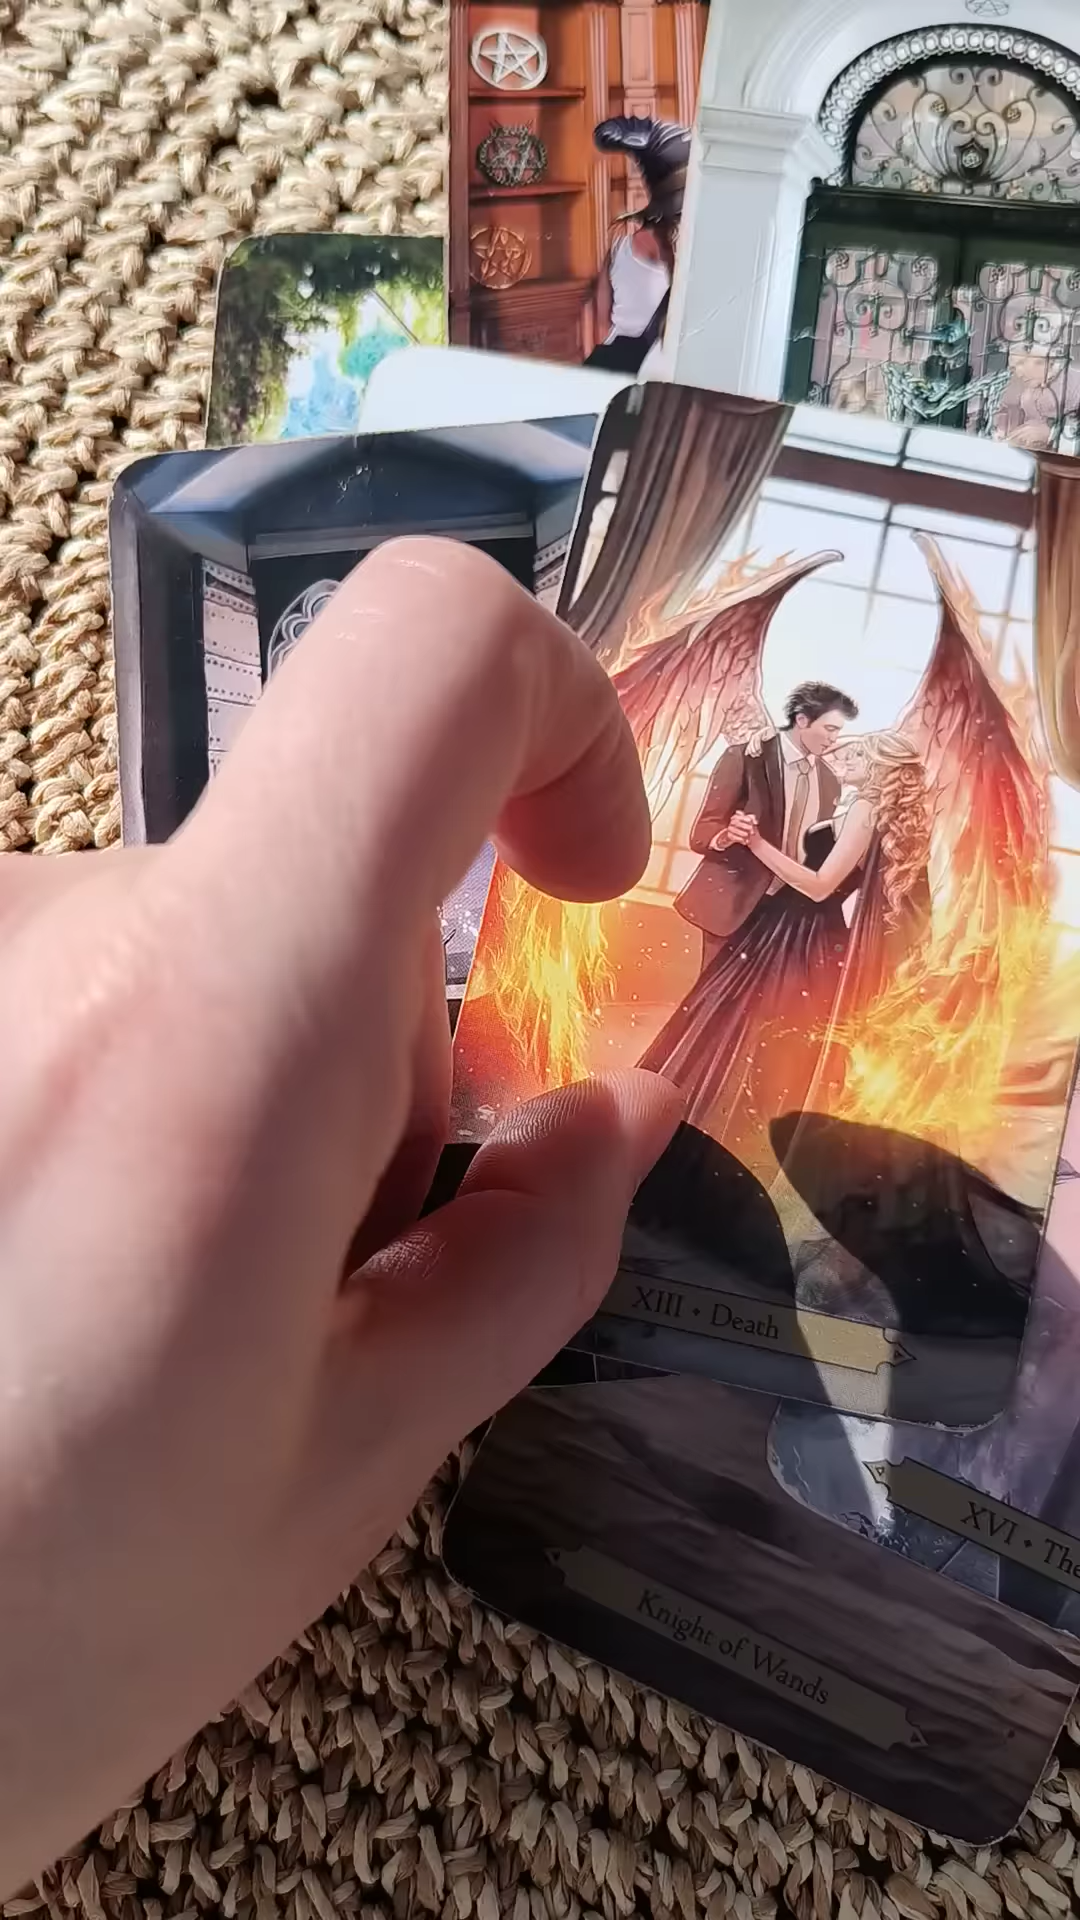 XIII • Death
XVI • The
Knight of Wands